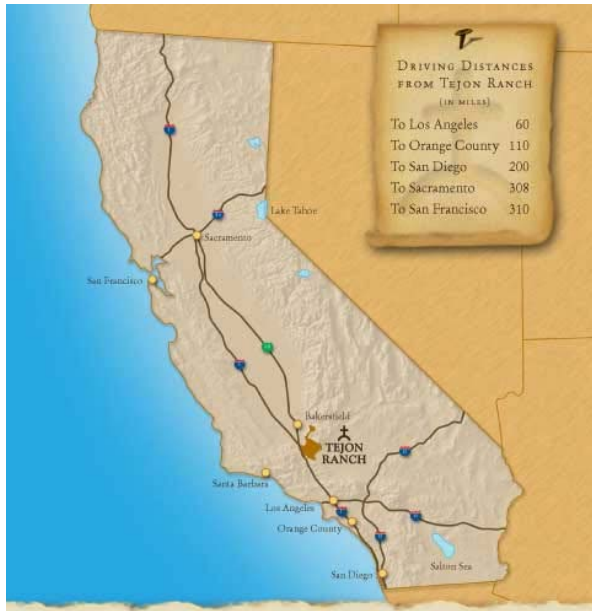 DRIVING DISTANCES
FROM TEJON RANCH
(IN MILES)
To Los Angeles 60
To Orange County 110
To San Diego 200
To Sacramento 308
To San Francisco 310
Lake Tahoe
Sacramento
San Francisco
Bakersfield
TEJON
RANCH
Santa Barbara
Los Angeles
Orange County
Salton Sea
San Diego